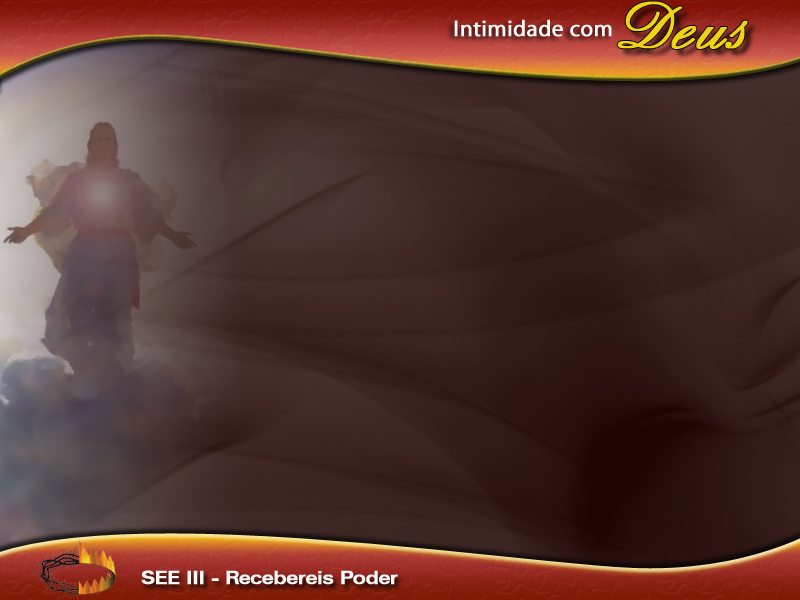 Intimidade com Deus
SEE III - Recebereis Poder